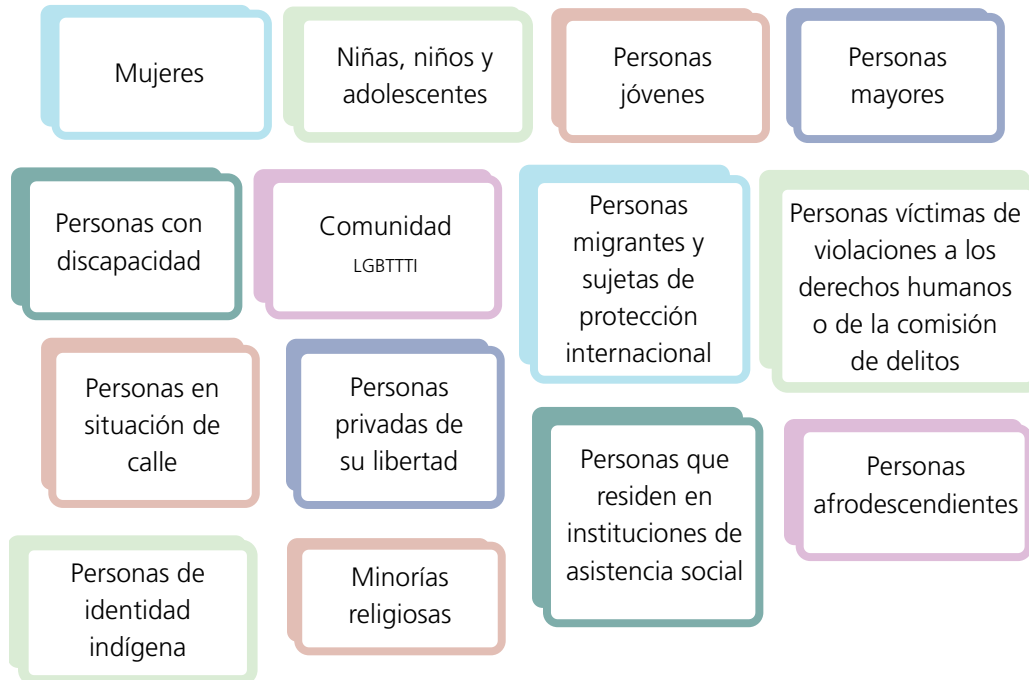 Mujeres
Niñas, niños y
adolescentes
Personas
jóvenes
Personas
mayores
Personas con
discapacidad
Comunidad
LGBTTTI
Personas
migrantes y
sujetas de
protección
internacional
Personas víctimas de
violaciones a los
derechos humanos
o de la comisión
de delitos
Personas en
situación de
calle
Personas
privadas de
su libertad
Personas que
residen en
instituciones de
asistencia social
Personas
afrodescendientes
Personas de
identidad
indígena
Minorías
religiosas